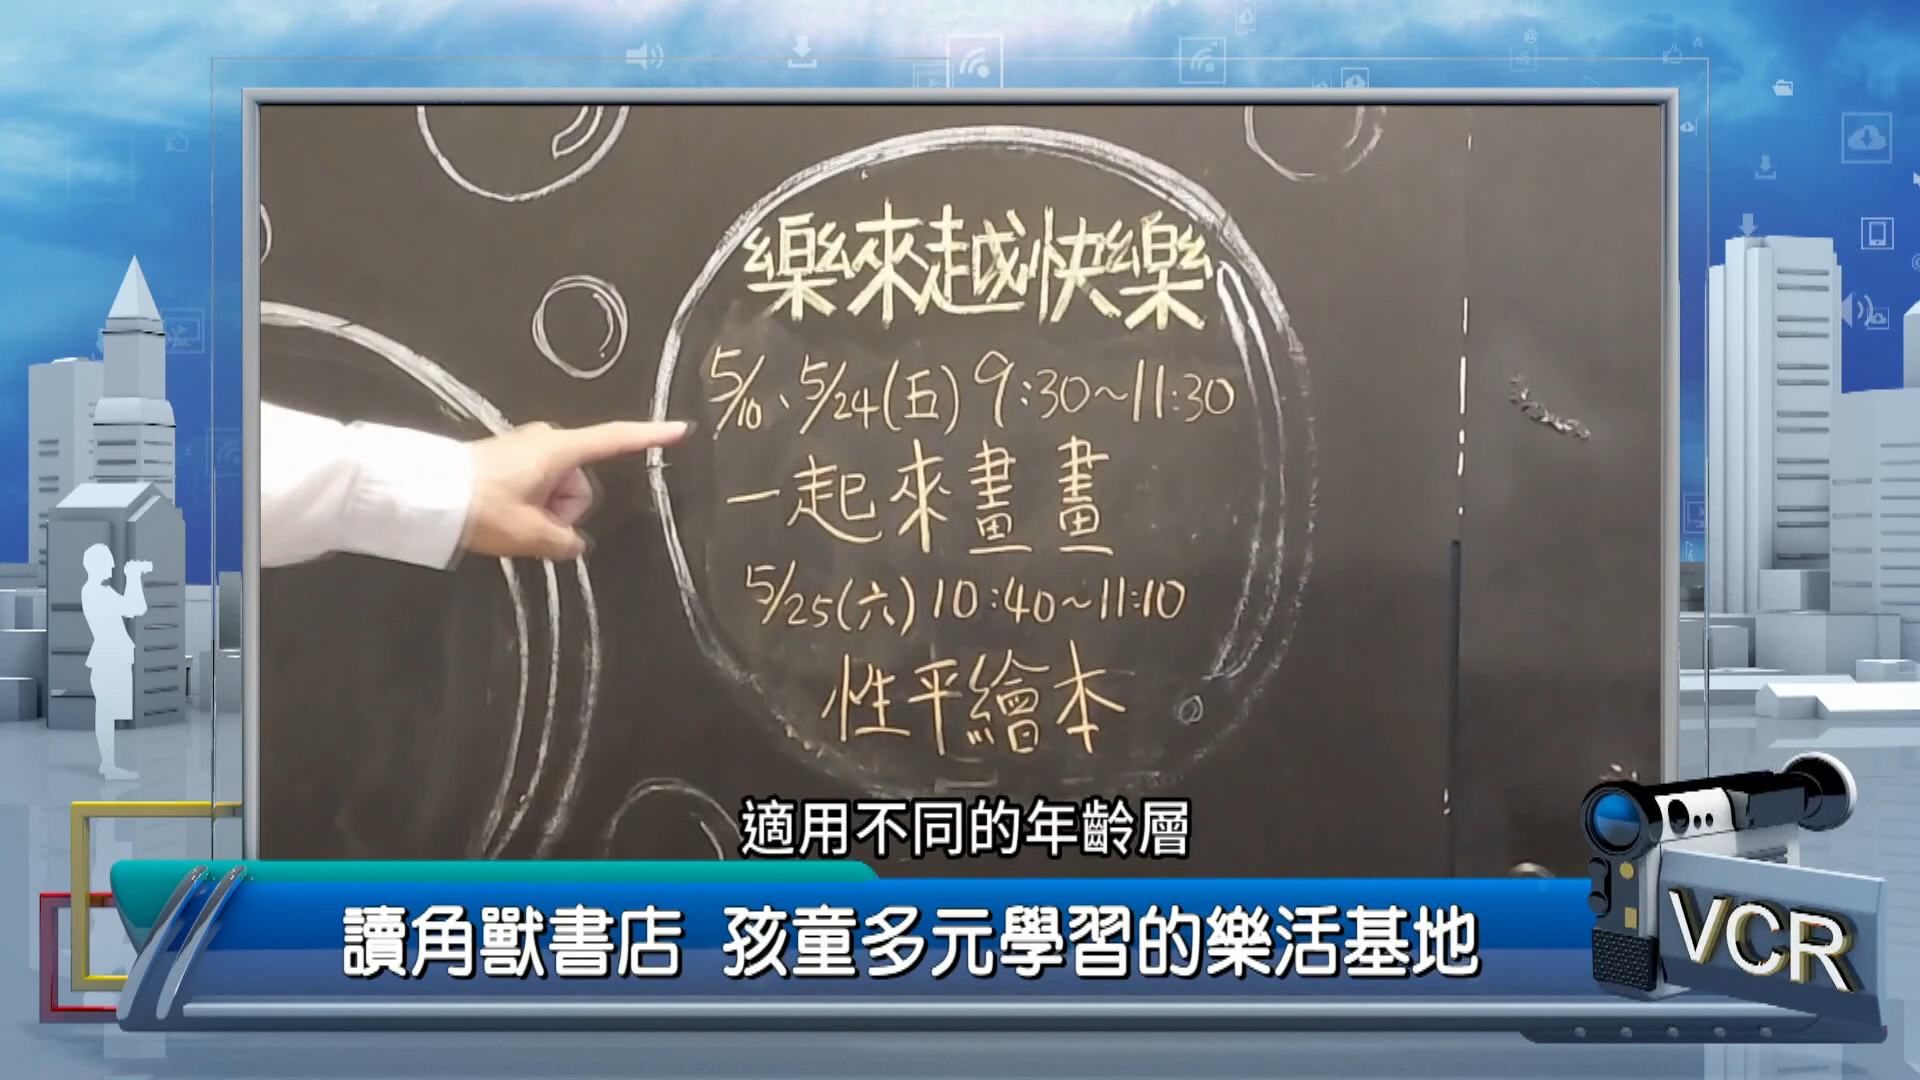 樂來越快樂
5/10、5/24(五) 9:30~11:30
一起來畫畫
5/25(六) 10:40~11:10
性平繪本
適用不同的年齡層
讀角獸書店 孩童多元學習的樂活基地
VCR